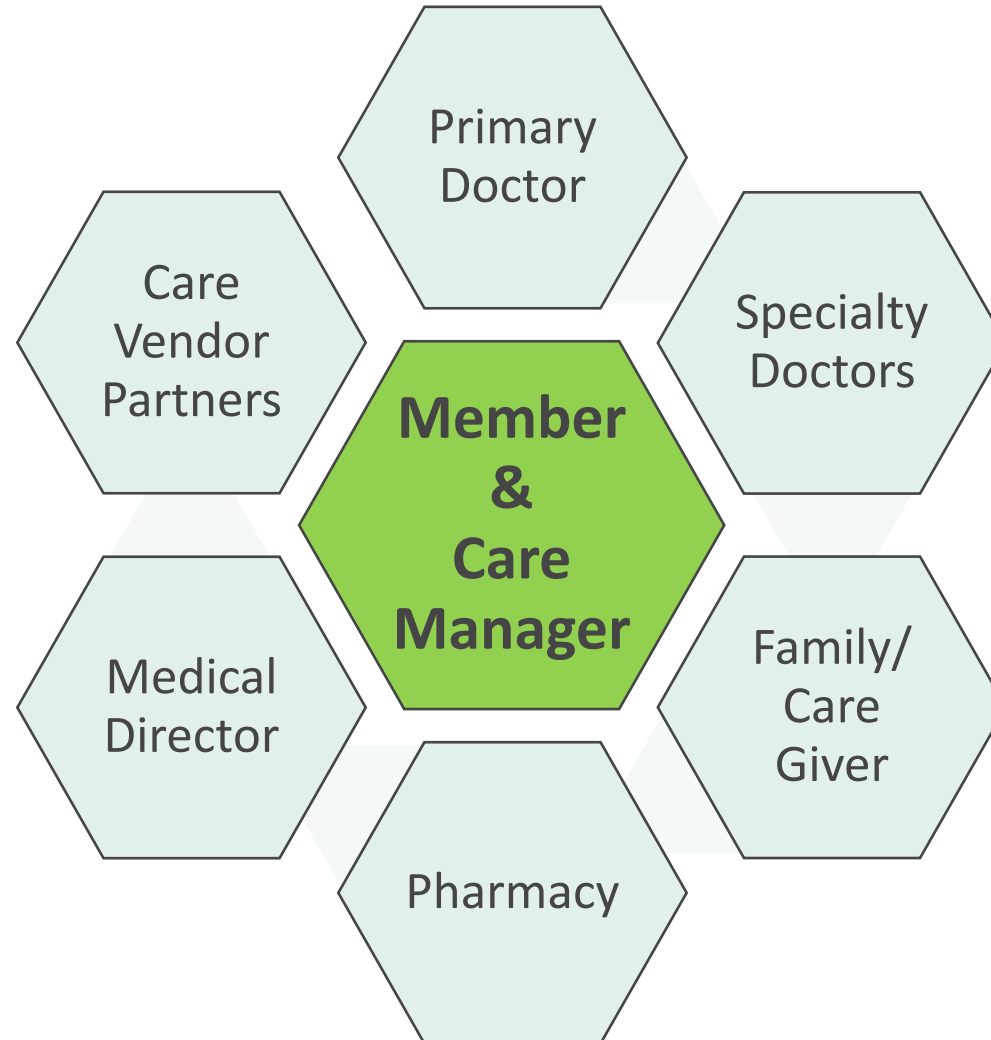 Primary
Doctor
Care
Vendor
Partners
Specialty
Doctors
Member
&
Care
Manager
Medical
Director
Family/
Care
Giver
Pharmacy